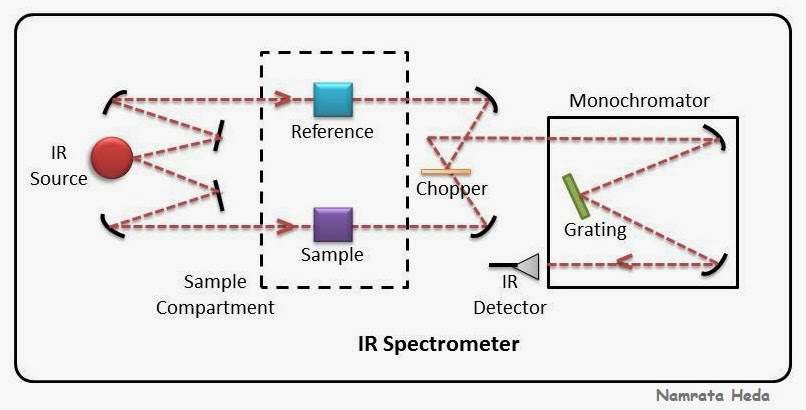 Monochromator
Reference
IR
Source
Chopper
Grating
Sample
Sample
Compartment
IR
Detector
IR Spectrometer
Namrata Heda